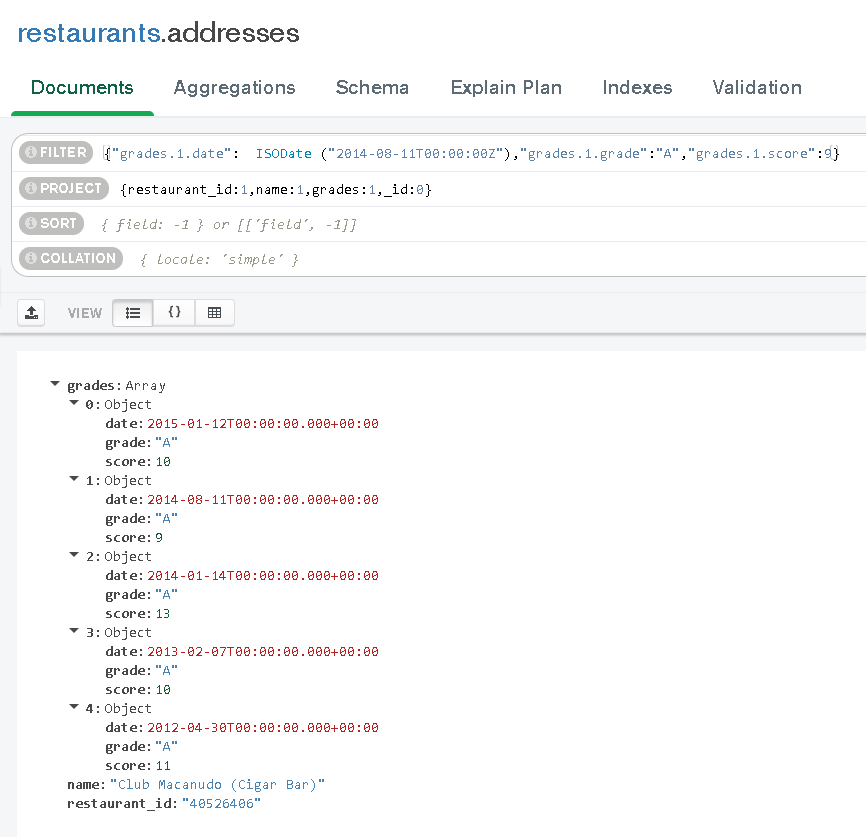 restaurants.addresses
Documents Aggregations Schema Explain Plan Indexes Validation
FILTER {"grades.1.date":  ISODate ("2014-08-11T00:00:00Z"),"grades.1.grade":"A","grades.1.score":9}
PROJECT {restaurant_id:1,name:1,grades:1,_id:0}
SORT { field: -1 } or [['field', -1]]
COLLATION { locale: 'simple' }
VIEW {}
grades: Array
0: Object
date: 2015-01-12T00:00:00.000+00:00
grade: "A"
score: 10
1: Object
date: 2014-08-11T00:00:00.000+00:00
grade: "A"
score: 9
2: Object
date: 2014-01-14T00:00:00.000+00:00
grade: "A"
score: 13
3: Object
date: 2013-02-07T00:00:00.000+00:00
grade: "A"
score: 10
4: Object
date: 2012-04-30T00:00:00.000+00:00
grade: "A"
score: 11
name: "Club Macanudo (Cigar Bar)"
restaurant_id: "40526406"